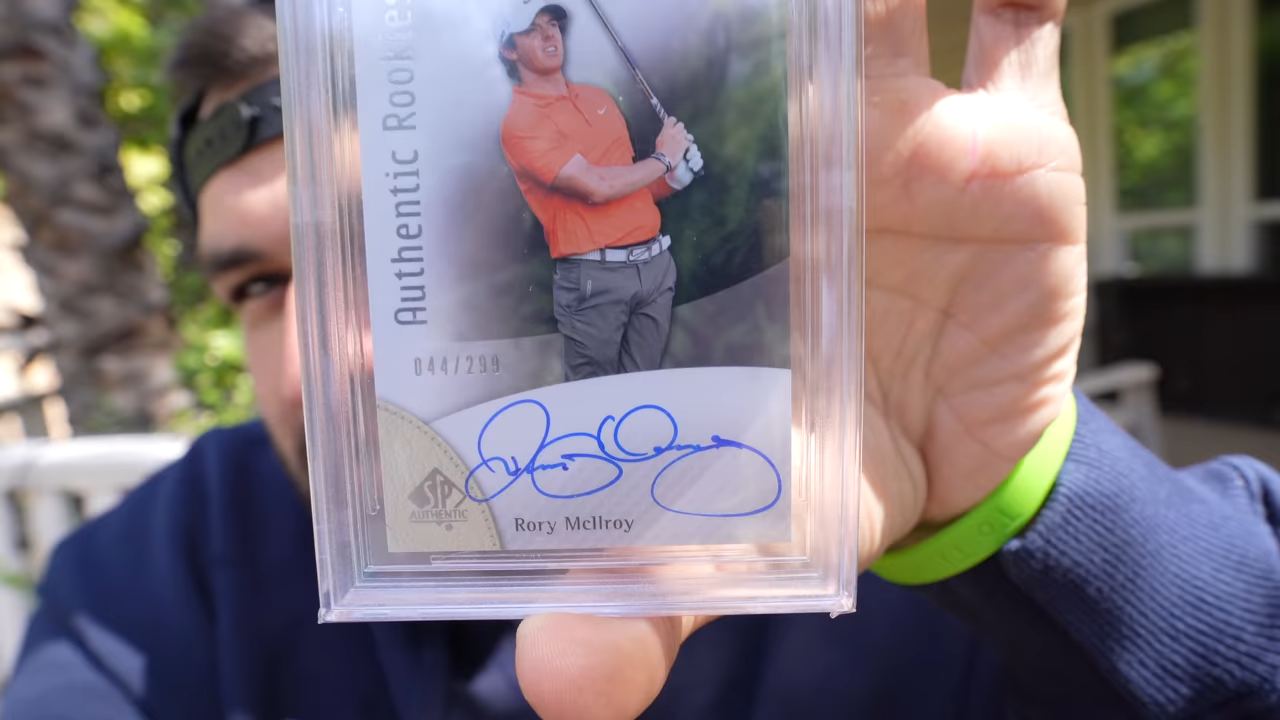 Authentic Rookies
044/299
SP
AUTHENTIC
Rory McIlroy